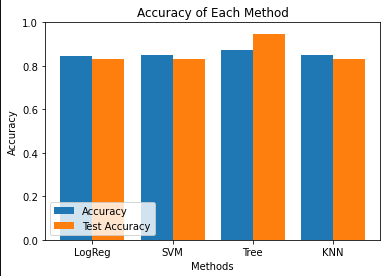 Accuracy of Each Method
1.0
0.8
0.6
0.4
0.2
0.0
Accuracy
Accuracy
Test Accuracy
LogReg SVM Tree KNN
Methods